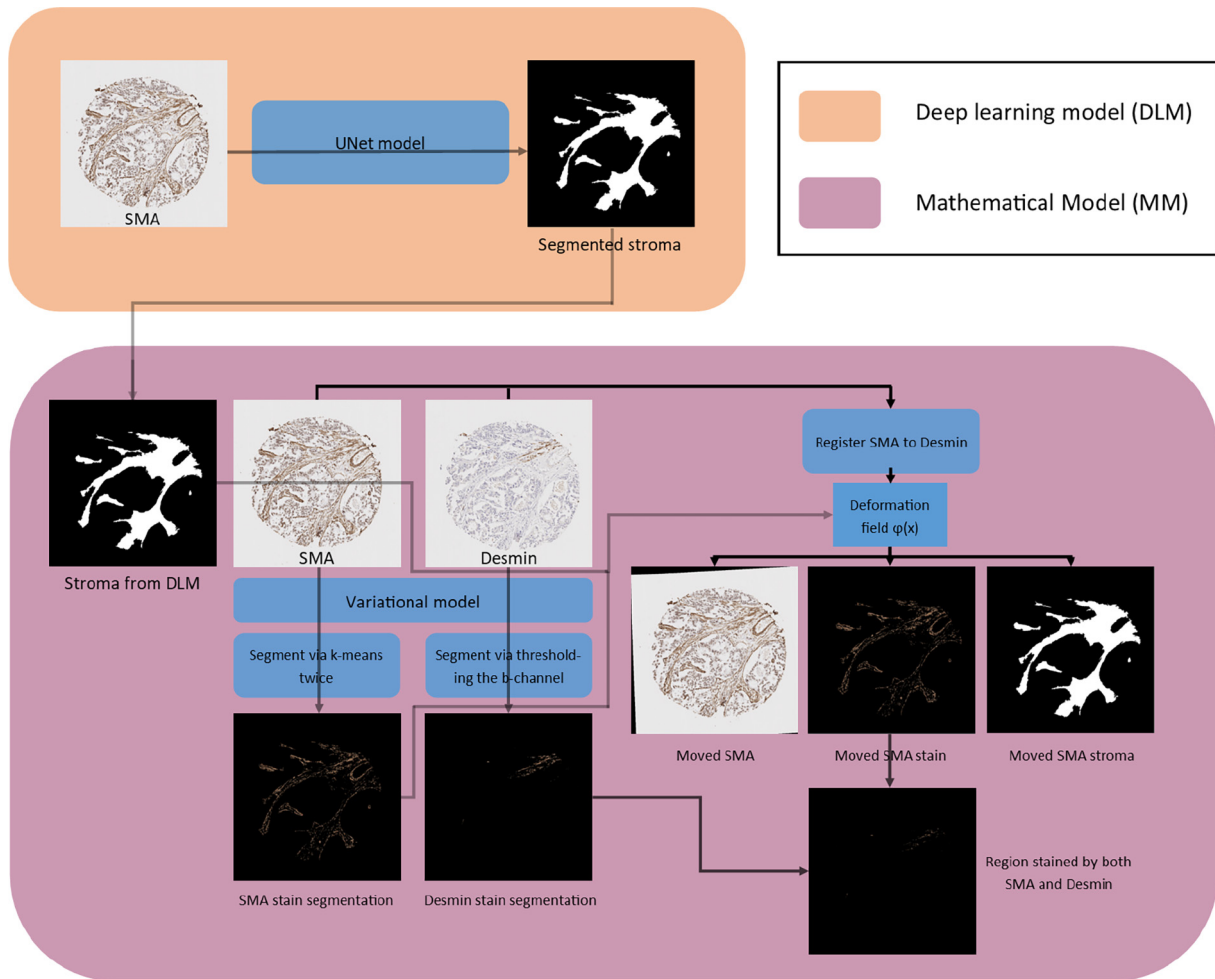 SMA
UNet model
Segmented stroma
Deep learning model (DLM)
Mathematical Model (MM)
Stroma from DLM
SMA
Desmin
Variational model
Segment via k-means
twice
Segment via threshold-
ing the b-channel
SMA stain segmentation
Desmin stain segmentation
Register SMA to Desmin
Deformation
field φ(x)
Moved SMA
Moved SMA stain
Moved SMA stroma
Region stained by both
SMA and Desmin